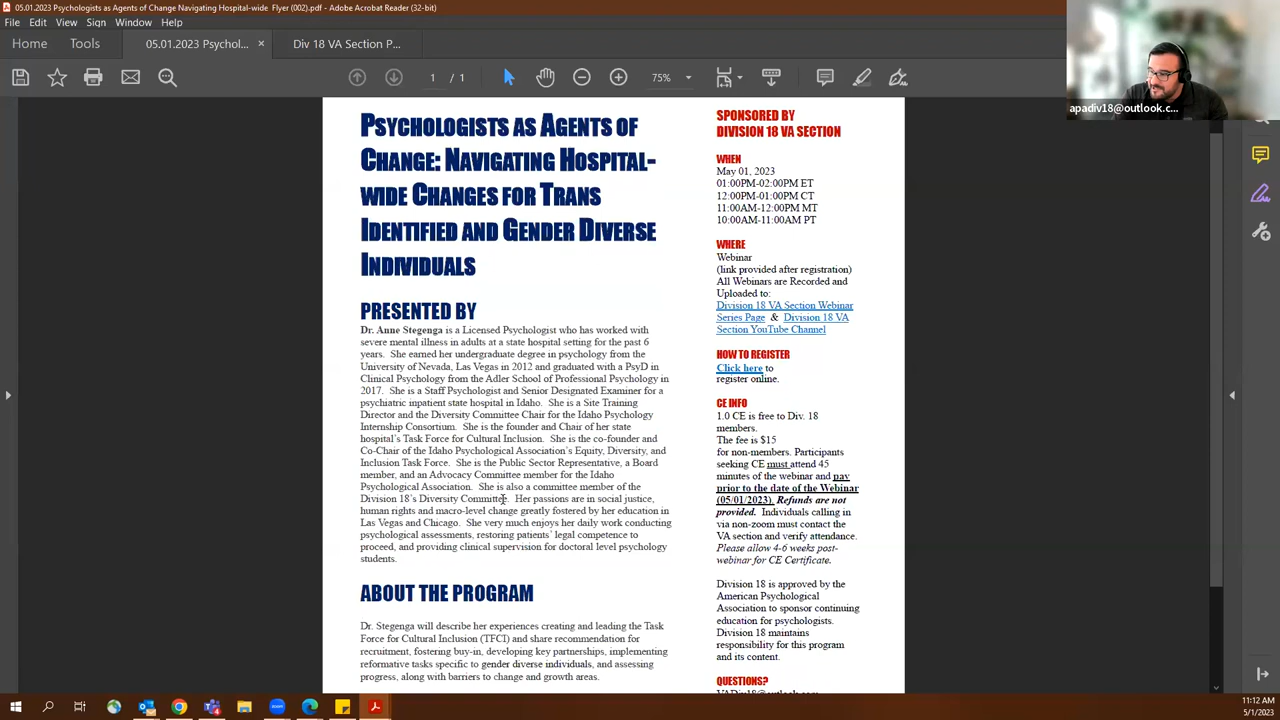 05.01.2023 Psychologists as Agents of Change Navigating Hospital-wide Flyer (002).pdf - Adobe Acrobat Reader (32-bit)
File Edit View Sign Window Help
Home Tools 05.01.2023 Psychol... × Div 18 VA Section P...
1 / 1 75%
apadiv18@outlook.c...
PSYCHOLOGISTS AS AGENTS OF
CHANGE: NAVIGATING HOSPITAL-
WIDE CHANGES FOR TRANS
IDENTIFIED AND GENDER DIVERSE
INDIVIDUALS
PRESENTED BY
Dr. Anne Stegenga is a Licensed Psychologist who has worked with
severe mental illness in adults at a state hospital setting for the past 6
years. She earned her undergraduate degree in psychology from the
University of Nevada, Las Vegas in 2012 and graduated with a PsyD in
Clinical Psychology from the Adler School of Professional Psychology in
2017. She is a Staff Psychologist and Senior Designated Examiner for a
psychiatric inpatient state hospital in Idaho. She is a Site Training
Director and the Diversity Committee Chair for the Idaho Psychology
Internship Consortium. She is the founder and Chair of her state
hospital's Task Force for Cultural Inclusion. She is the co-founder and
Co-Chair of the Idaho Psychological Association's Equity, Diversity, and
Inclusion Task Force. She is the Public Sector Representative, a Board
member, and an Advocacy Committee member for the Idaho
Psychological Association. She is also a committee member of the
Division 18's Diversity Committee. Her passions are in social justice,
human rights and macro-level change greatly fostered by her education in
Las Vegas and Chicago. She very much enjoys her daily work conducting
psychological assessments, restoring patients' legal competence to
proceed, and providing clinical supervision for doctoral level psychology
students.
ABOUT THE PROGRAM
Dr. Stegenga will describe her experiences creating and leading the Task
Force for Cultural Inclusion (TFCI) and share recommendation for
recruitment, fostering buy-in, developing key partnerships, implementing
reformative tasks specific to gender diverse individuals, and assessing
progress, along with barriers to change and growth areas.
SPONSORED BY
DIVISION 18 VA SECTION
WHEN
May 01, 2023
01:00PM-02:00PM ET
12:00PM-01:00PM CT
11:00AM-12:00PM MT
10:00AM-11:00AM PT
WHERE
Webinar
(link provided after registration)
All Webinars are Recorded and
Uploaded to:
Division 18 VA Section Webinar
Series Page & Division 18 VA
Section YouTube Channel
HOW TO REGISTER
Click here to
register online.
CE INFO
1.0 CE is free to Div. 18
members.
The fee is $15
for non-members. Participants
seeking CE must attend 45
minutes of the webinar and pay
prior to the date of the Webinar
(05/01/2023). Refunds are not
provided. Individuals calling in
via non-zoom must contact the
VA section and verify attendance.
Please allow 4-6 weeks post-
webinar for CE Certificate.
Division 18 is approved by the
American Psychological
Association to sponsor continuing
education for psychologists.
Division 18 maintains
responsibility for this program
and its content.
QUESTIONS?
VADiv18@outlook.com
11:12 AM
5/1/2023